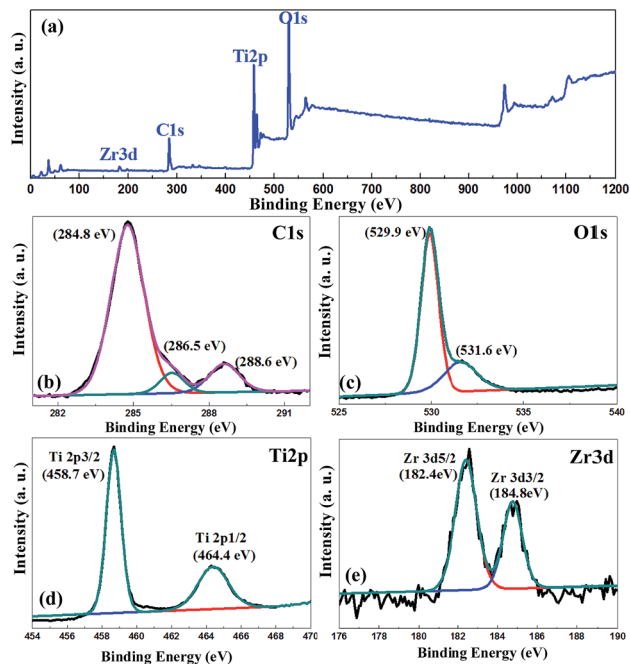 (a)
O1s
Ti2p
C1s
Zr3d
Intensity (a. u.)
0 100 200 300 400 500 600 700 800 900 1000 1100 1200
Binding Energy (eV)
C1s
(284.8 eV)
(286.5 eV)
(288.6 eV)
(b)
Intensity (a. u.)
282 285 288 291
Binding Energy (eV)
O1s
(529.9 eV)
(531.6 eV)
(c)
Intensity (a. u.)
525 530 535 540
Binding Energy (eV)
Ti2p
Ti 2p3/2
(458.7 eV)
Ti 2p1/2
(464.4 eV)
(d)
Intensity (a. u.)
454 456 458 460 462 464 466 468 470
Binding Energy (eV)
Zr3d
Zr 3d5/2
(182.4eV)
Zr 3d3/2
(184.8eV)
(e)
Intensity (a. u.)
176 178 180 182 184 186 188 190
Binding Energy (eV)